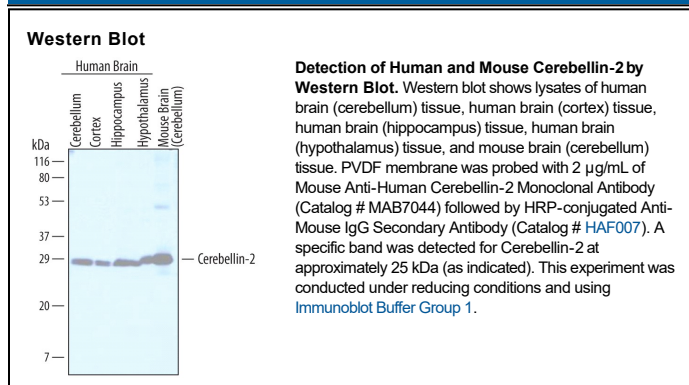 Western Blot
Human Brain
Cerebellum
Cortex
Hippocampus
Hypothalamus
Mouse Brain
(Cerebellum)
kDa
116
80
53
37
29
20
7
Cerebellin-2
Detection of Human and Mouse Cerebellin-2 by
Western Blot. Western blot shows lysates of human
brain (cerebellum) tissue, human brain (cortex) tissue,
human brain (hippocampus) tissue, human brain
(hypothalamus) tissue, and mouse brain (cerebellum)
tissue. PVDF membrane was probed with 2 µg/mL of
Mouse Anti-Human Cerebellin-2 Monoclonal Antibody
(Catalog # MAB7044) followed by HRP-conjugated Anti-
Mouse IgG Secondary Antibody (Catalog # HAF007). A
specific band was detected for Cerebellin-2 at
approximately 25 kDa (as indicated). This experiment was
conducted under reducing conditions and using
Immunoblot Buffer Group 1.